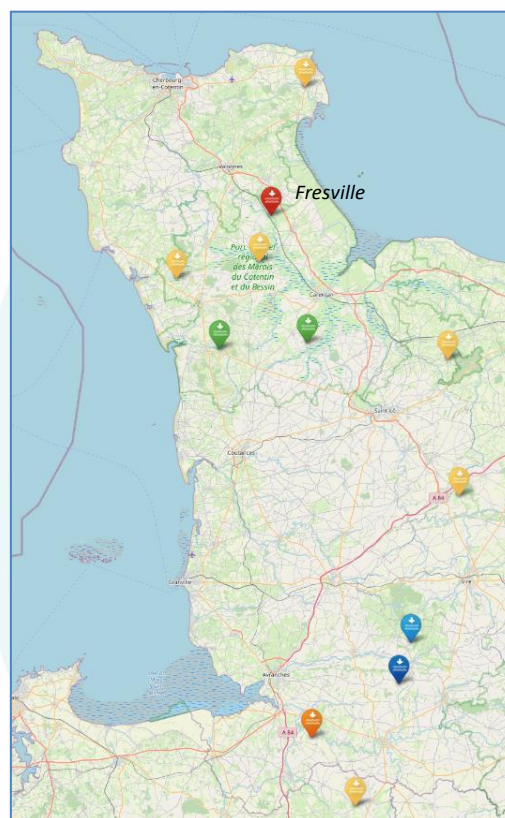 Cherbourg
en-Cotentin
Valognes
Fresville
Parc naturel
régional
des Marais
du Cotentin
et du Bessin
Carentan
Saint-Lô
Coutances
A 84
Granville
Vire
Avranches
A 84